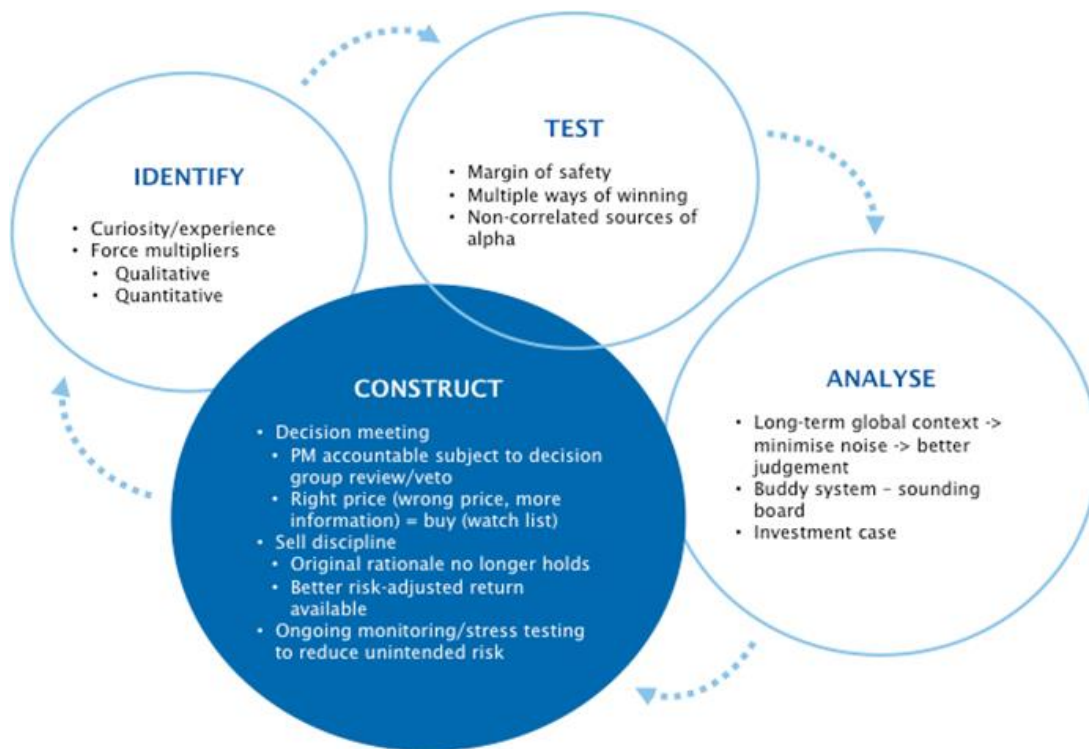 IDENTIFY
• Curiosity/experience
• Force multipliers
• Qualitative
• Quantitative
TEST
• Margin of safety
• Multiple ways of winning
• Non-correlated sources of
alpha
ANALYSE
• Long-term global context ->
minimise noise -> better
judgement
• Buddy system – sounding
board
• Investment case
CONSTRUCT
• Decision meeting
• PM accountable subject to decision
group review/veto
• Right price (wrong price, more
information) = buy (watch list)
• Sell discipline
• Original rationale no longer holds
• Better risk-adjusted return
available
• Ongoing monitoring/stress testing
to reduce unintended risk